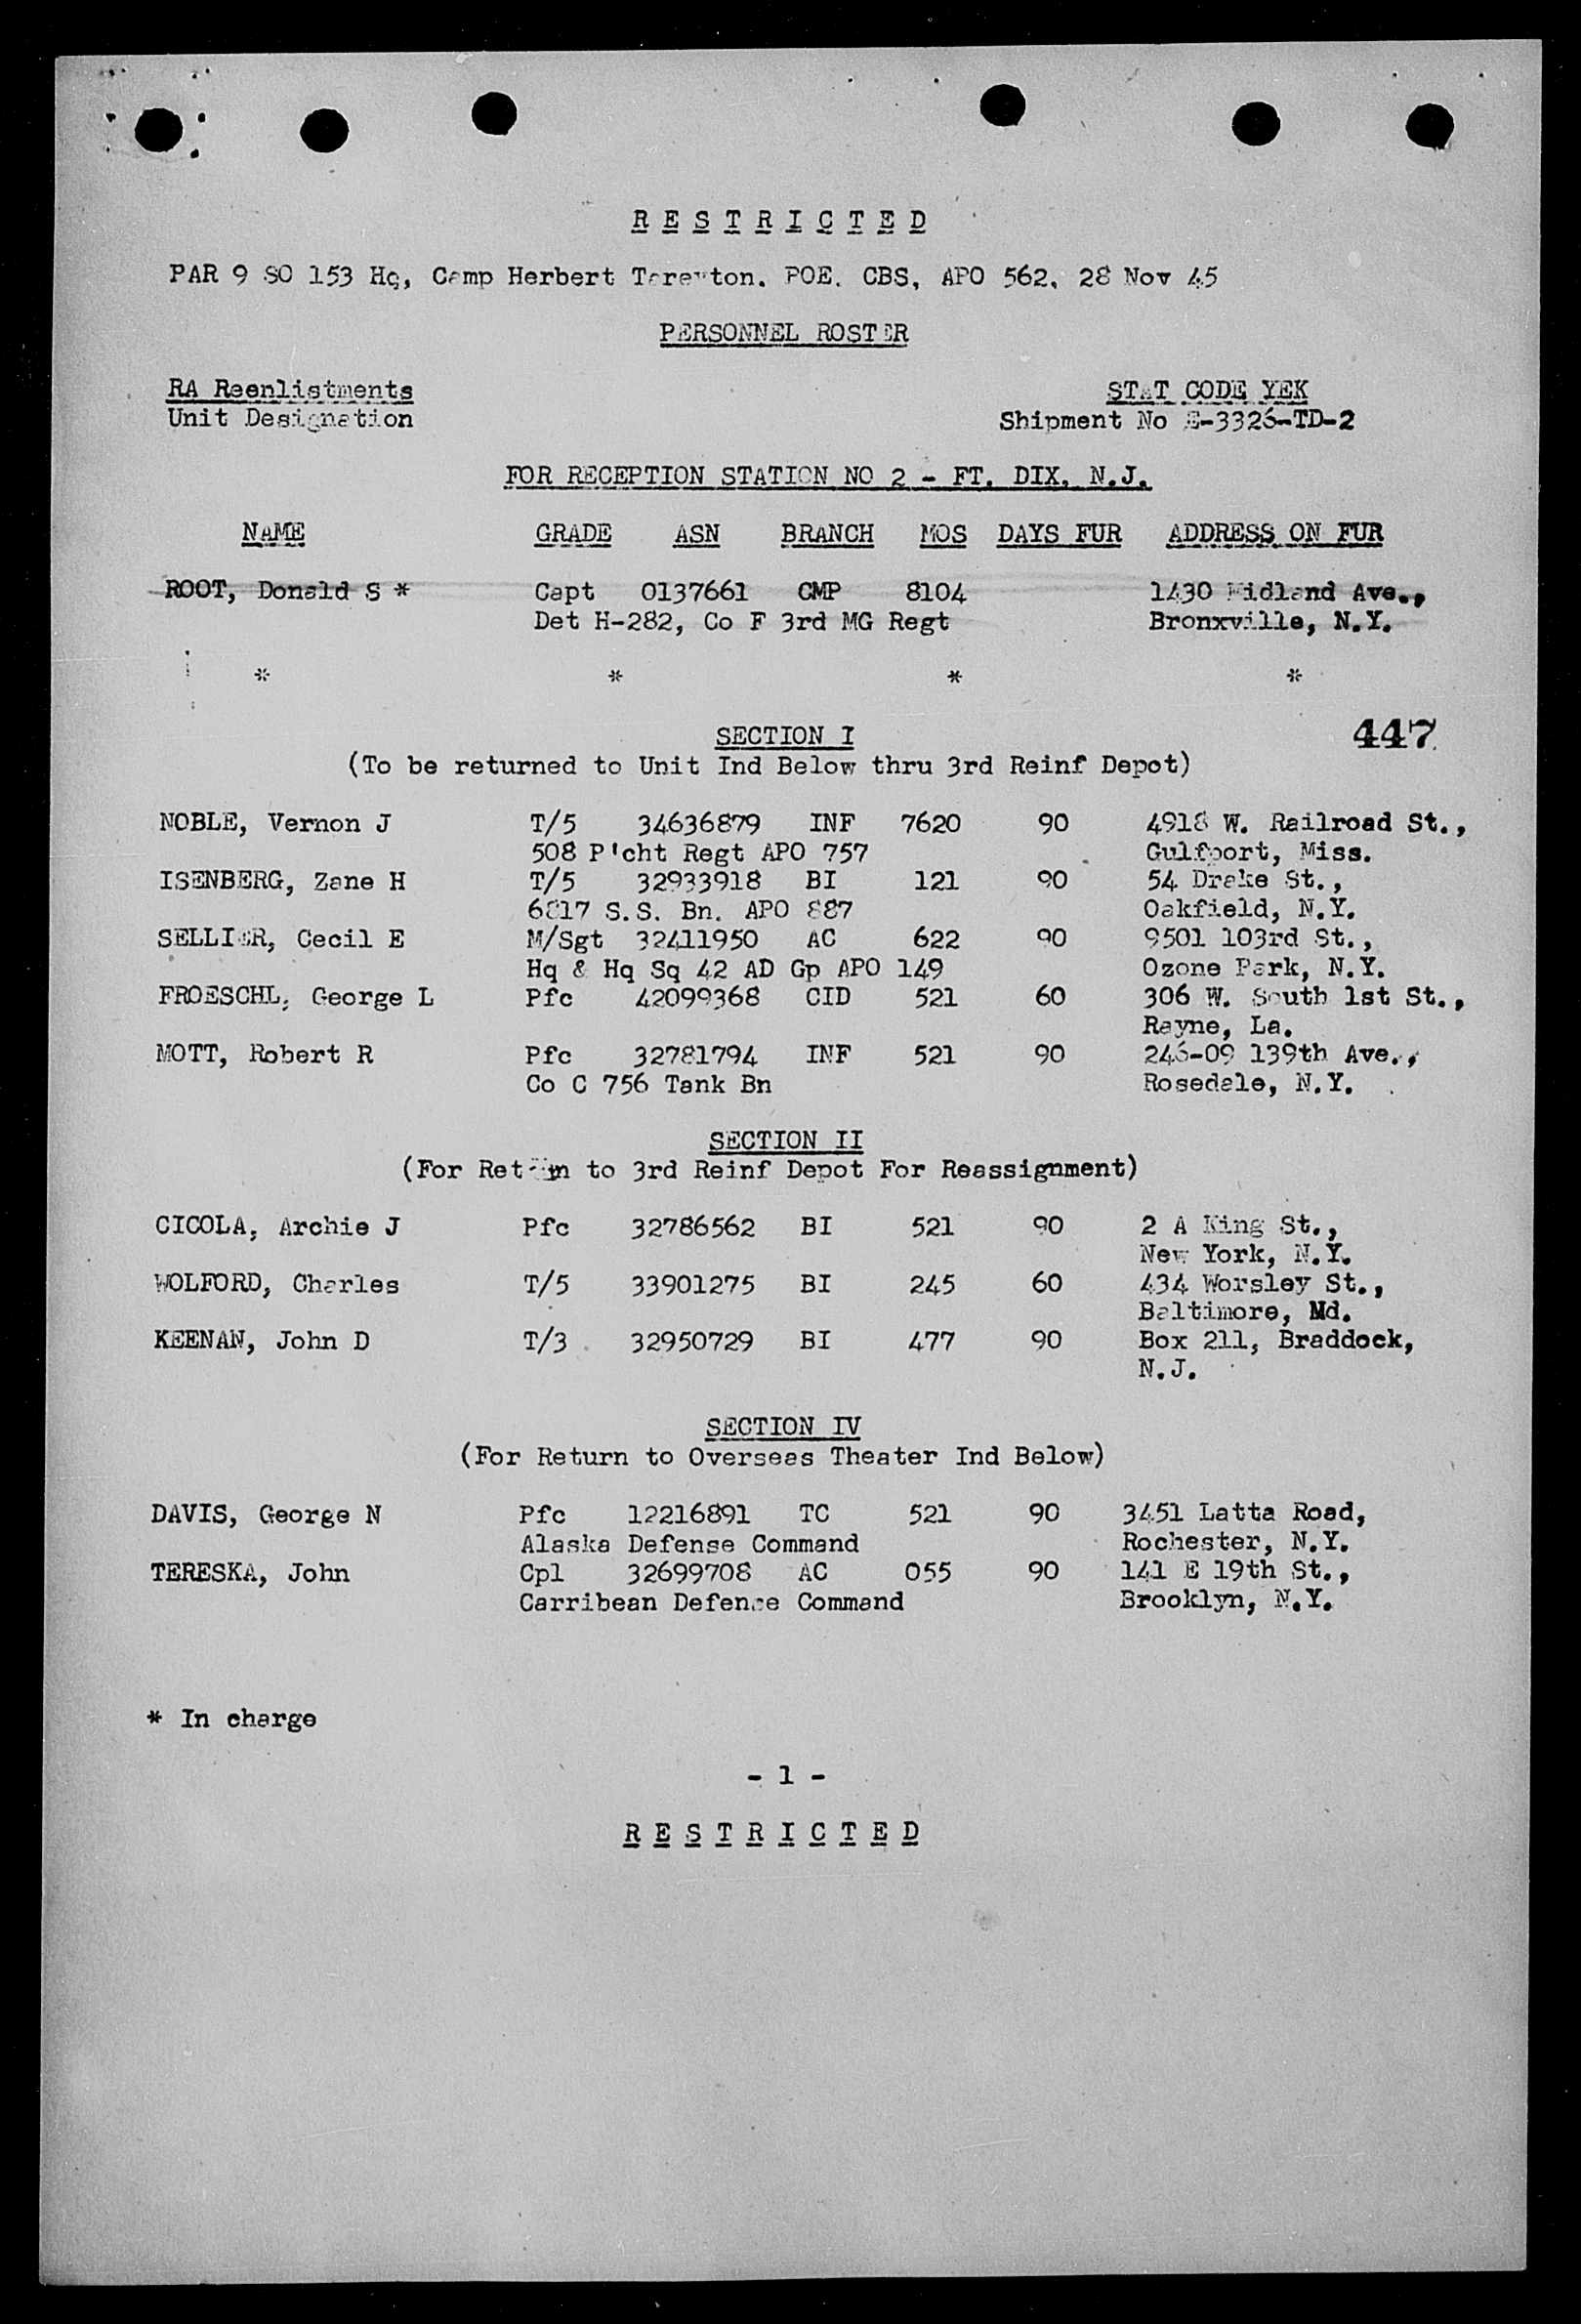 R E S T R I C T E D
PAR 9 SO 153 Hq, Camp Herbert Tareyton. POE. CBS, APO 562, 28 Nov 45
PERSONNEL ROSTER
RA Reenlistments STAT CODE YEK
Unit Designation Shipment No E-3326-TD-2
FOR RECEPTION STATION NO 2 - FT. DIX, N.J.
NAME GRADE ASN BRANCH MOS DAYS FUR ADDRESS ON FUR
ROOT, Donald S * Capt 0137661 CMP 8104 1430 Midland Ave.,
Det H-282, Co F 3rd MG Regt Bronxville, N.Y.
* * * *
SECTION I 447
(To be returned to Unit Ind Below thru 3rd Reinf Depot)
NOBLE, Vernon J T/5 34636879 INF 7620 90 4918 W. Railroad St.,
508 P'cht Regt APO 757 Gulfport, Miss.
ISENBERG, Zane H T/5 32933918 BI 121 90 54 Drake St.,
6817 S.S. Bn. APO 887 Oakfield, N.Y.
SELLIER, Cecil E M/Sgt 32411950 AC 622 90 9501 103rd St.,
Hq & Hq Sq 42 AD Gp APO 149 Ozone Park, N.Y.
FROESCHL, George L Pfc 42099368 CID 521 60 306 W. South 1st St.,
Rayne, La.
MOTT, Robert R Pfc 32781794 INF 521 90 246-09 139th Ave.,
Co C 756 Tank Bn Rosedale, N.Y.
SECTION II
(For Return to 3rd Reinf Depot For Reassignment)
CICOLA, Archie J Pfc 32786562 BI 521 90 2 A King St.,
New York, N.Y.
WOLFORD, Charles T/5 33901275 BI 245 60 434 Worsley St.,
Baltimore, Md.
KEENAN, John D T/3 32950729 BI 477 90 Box 211, Braddock,
N.J.
SECTION IV
(For Return to Overseas Theater Ind Below)
DAVIS, George N Pfc 12216891 TC 521 90 3451 Latta Road,
Alaska Defense Command Rochester, N.Y.
TERESKA, John Cpl 32699708 AC 055 90 141 E 19th St.,
Carribean Defense Command Brooklyn, N.Y.
* In charge
- 1 -
R E S T R I C T E D